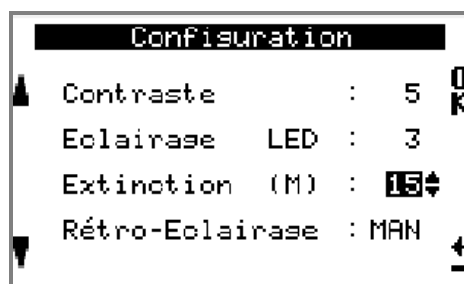 Configuration
Contraste : 5
OK
Eclairage LED : 3
Extinction (M) : 15
Rétro-Eclairage : MAN